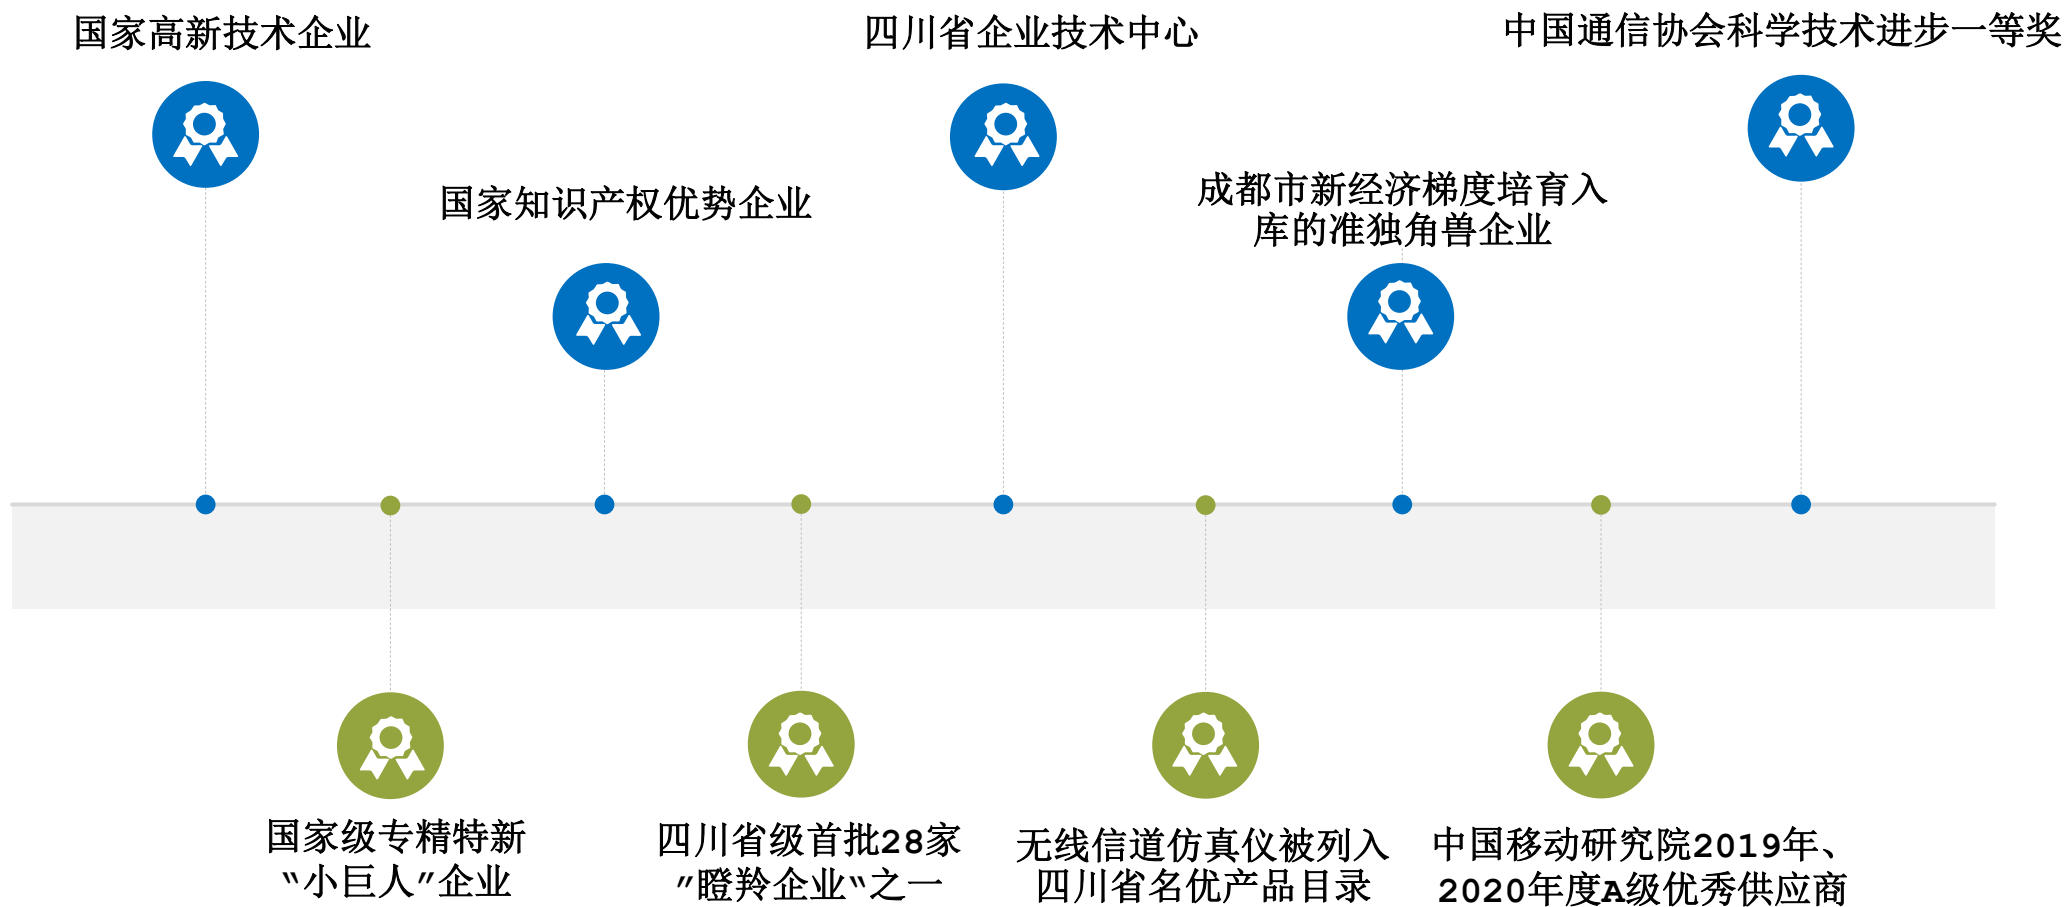 国家高新技术企业
四川省企业技术中心
中国通信协会科学技术进步一等奖
国家知识产权优势企业
成都市新经济梯度培育入
库的准独角兽企业
国家级专精特新
“小巨人”企业
四川省级首批28家
”瞪羚企业“之一
无线信道仿真仪被列入
四川省名优产品目录
中国移动研究院2019年、
2020年度A级优秀供应商